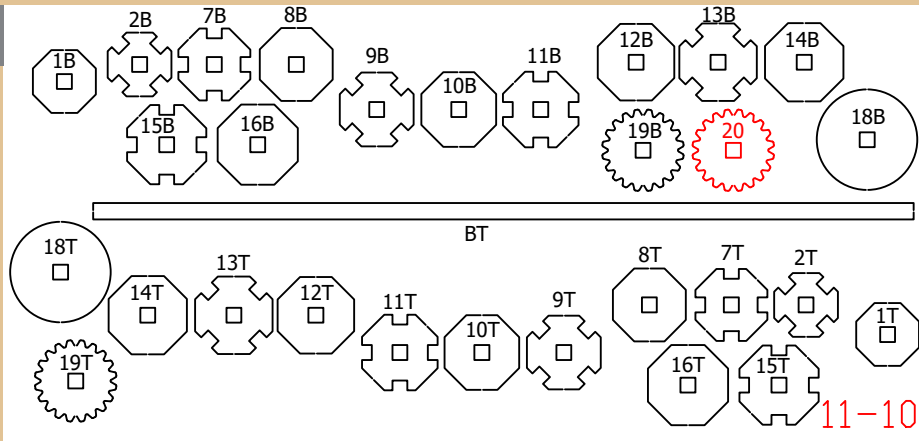 2B 7B 8B 13B
1B 9B 10B 11B 12B 14B
15B 16B 19B 20 18B
BT
18T 13T 8T 7T 2T
14T 12T 11T 10T 9T 1T
19T 16T 15T
11-10